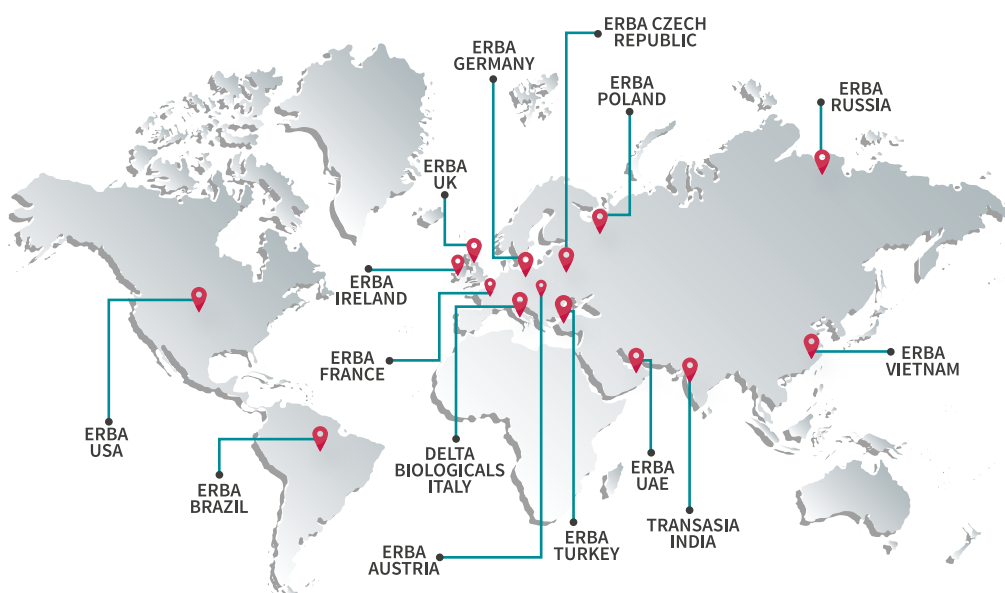 ERBA CZECH
REPUBLIC
ERBA
GERMANY
ERBA
POLAND
ERBA
RUSSIA
ERBA
UK
ERBA
IRELAND
ERBA
FRANCE
ERBA
VIETNAM
ERBA
USA
ERBA
BRAZIL
DELTA
BIOLOGICALS
ITALY
ERBA
UAE
TRANSASIA
INDIA
ERBA
TURKEY
ERBA
AUSTRIA